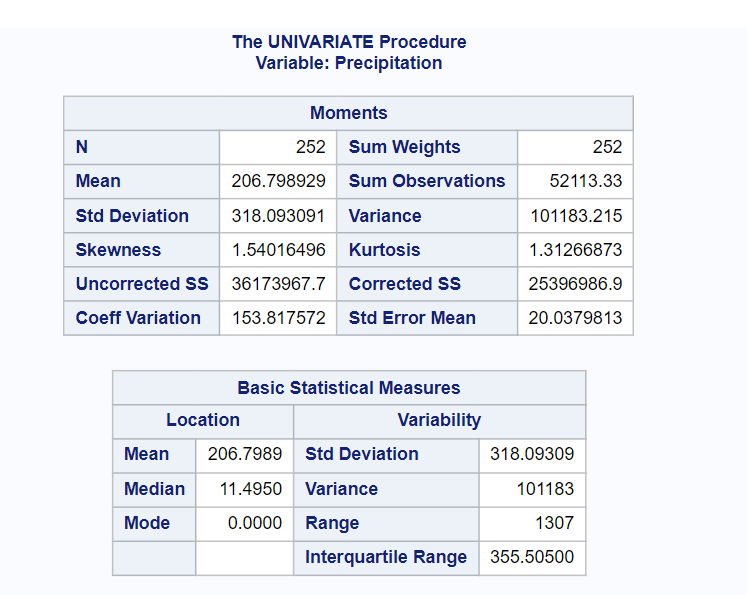 The UNIVARIATE Procedure
Variable: Precipitation
Moments
N 252 Sum Weights 252
Mean 206.798929 Sum Observations 52113.33
Std Deviation 318.093091 Variance 101183.215
Skewness 1.54016496 Kurtosis 1.31266873
Uncorrected SS 36173967.7 Corrected SS 25396986.9
Coeff Variation 153.817572 Std Error Mean 20.0379813
Basic Statistical Measures
Location Variability
Mean 206.7989 Std Deviation 318.09309
Median 11.4950 Variance 101183
Mode 0.0000 Range 1307
Interquartile Range 355.50500